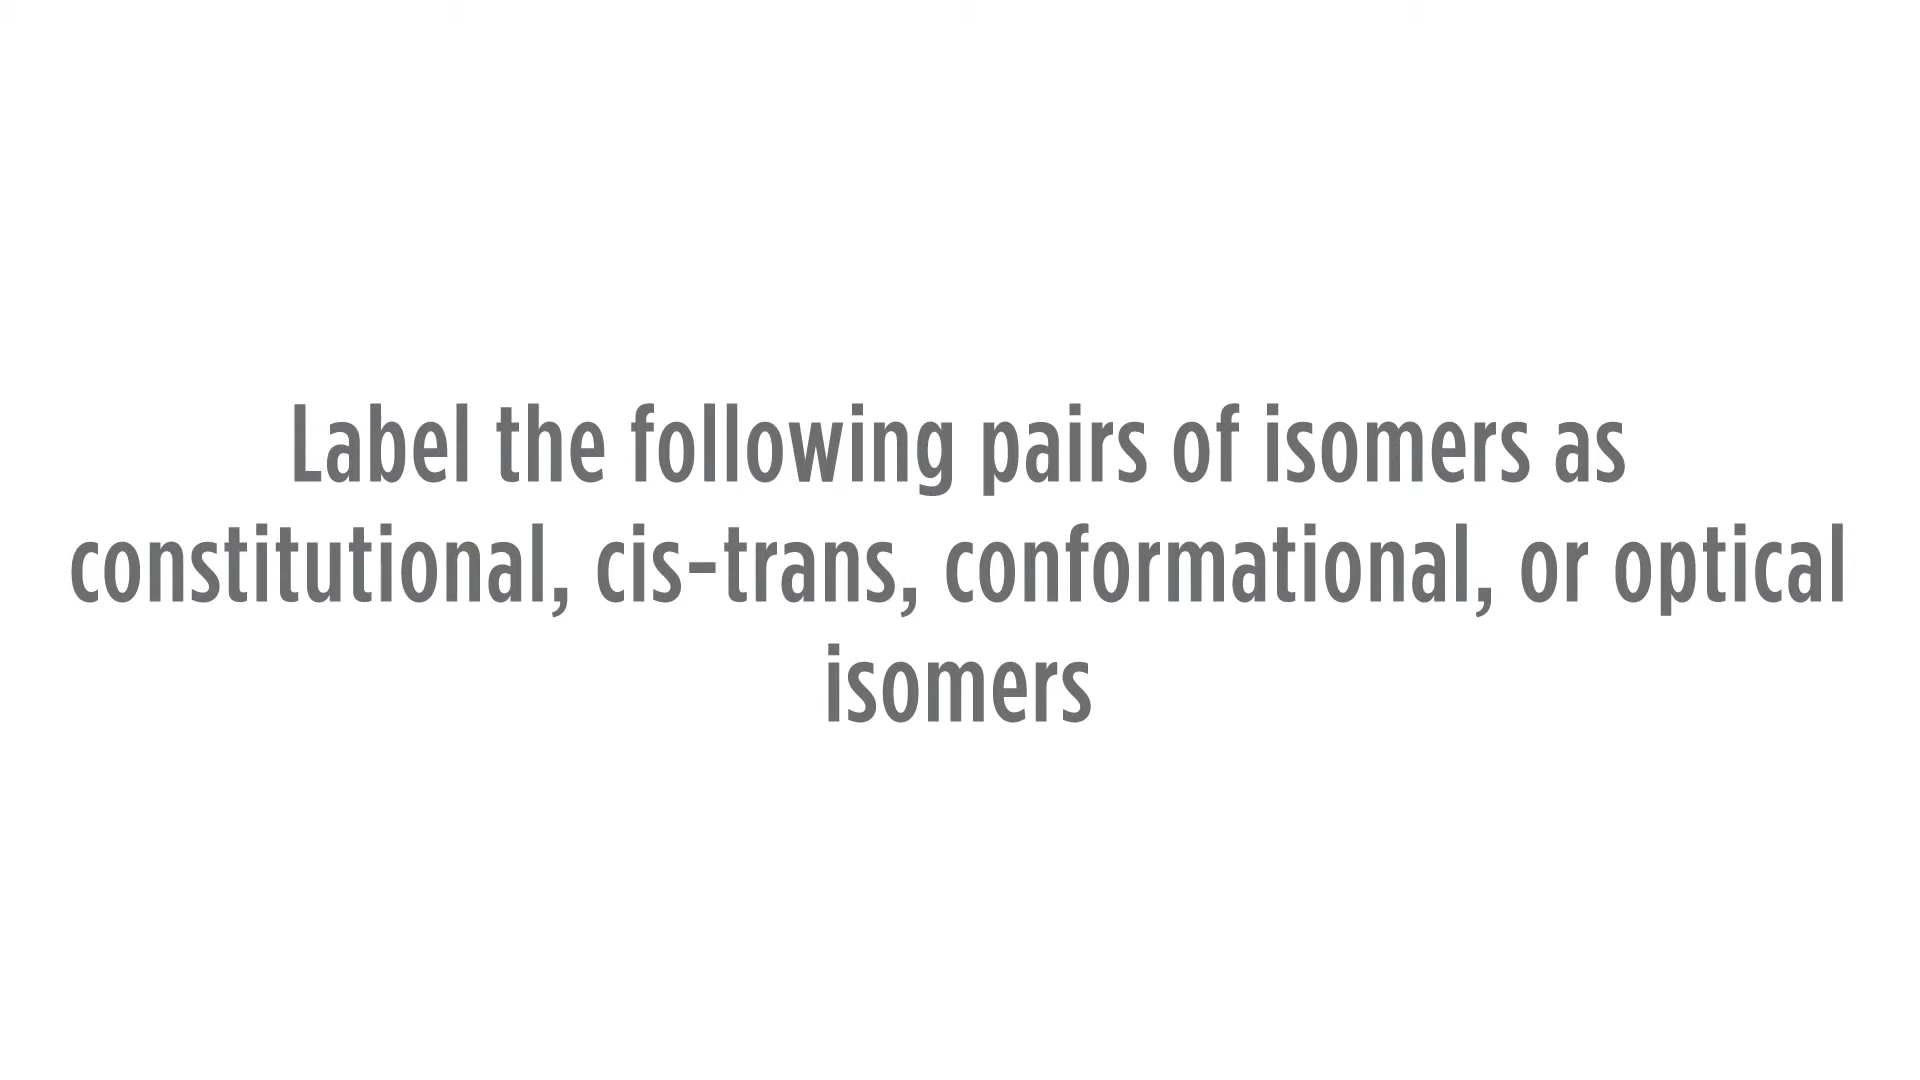 Label the following pairs of isomers as
constitutional, cis-trans, conformational, or optical
isomers